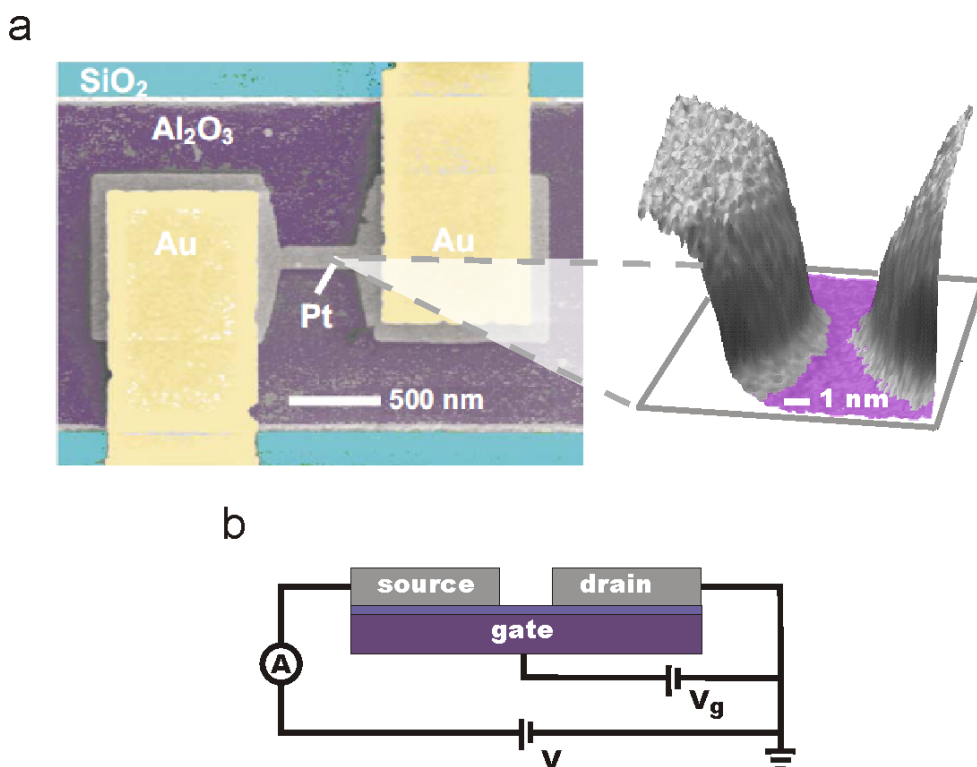 a
SiO₂
Al₂O₃
Au
Au
Pt
500 nm
1 nm
b
source
drain
gate
A
Vg
V